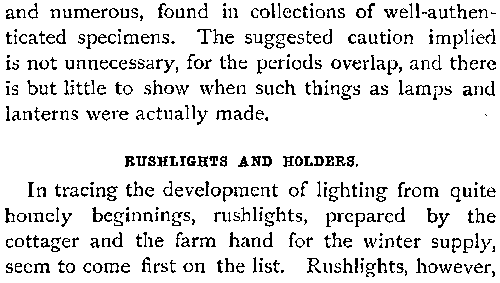 and numerous, found in collections of well-authen-
ticated specimens. The suggested caution implied
is not unnecessary, for the periods overlap, and there
is but little to show when such things as lamps and
lanterns were actually made.
RUSHLIGHTS AND HOLDERS.
In tracing the development of lighting from quite
homely beginnings, rushlights, prepared by the
cottager and the farm hand for the winter supply,
seem to come first on the list. Rushlights, however,